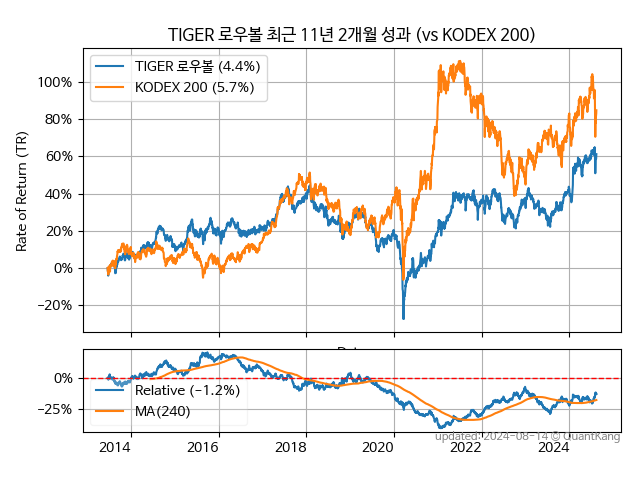 TIGER 로우볼 최근 11년 2개월 성과 (vs KODEX 200)
TIGER 로우볼 (4.4%)
KODEX 200 (5.7%)
Rate of Return (TR)
100%
80%
60%
40%
20%
0%
−20%
0%
−25%
Relative (−1.2%)
MA(240)
2014 2016 2018 2020 2022 2024
updated: 2024-08-14 © QuantKang